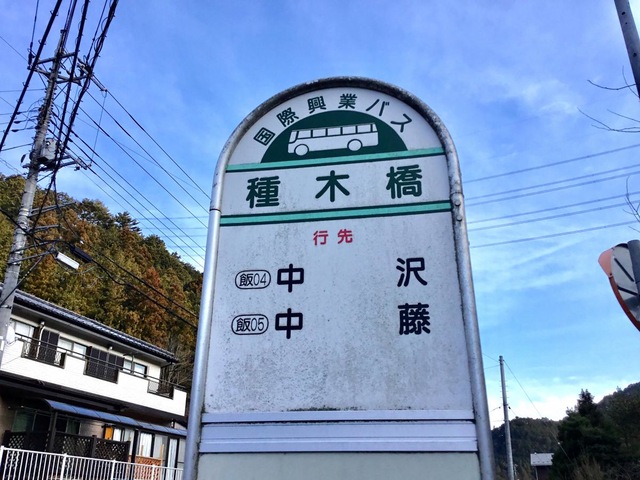 国際興業バス
種木橋
行先
飯04 中沢
飯05 中藤